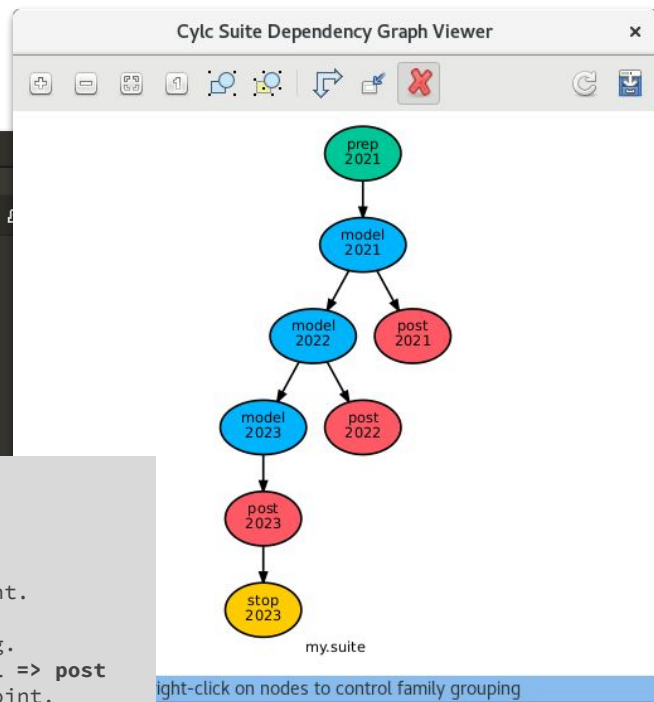 Cylc Suite Dependency Graph Viewer
×
1
prep
2021
model
2021
model
2022
post
2021
model
2023
post
2022
post
2023
stop
2023
my.suite
=> post
ight-click on nodes to control family grouping